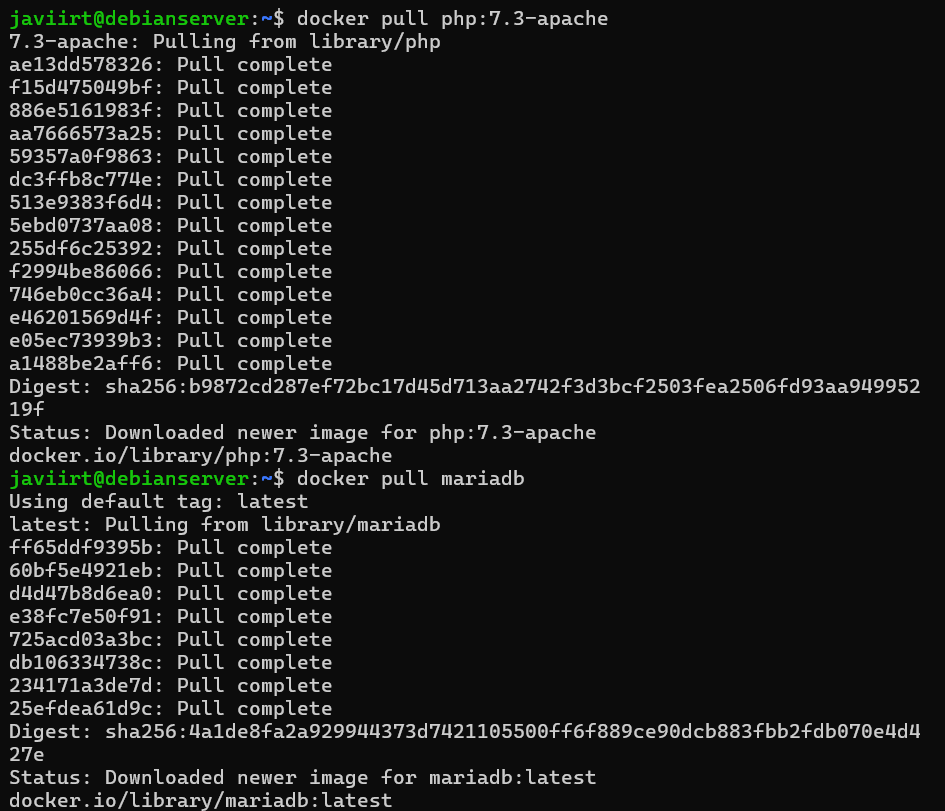 javiirt@debianserver:~$ docker pull php:7.3-apache
7.3-apache: Pulling from library/php
ae13dd578326: Pull complete
f15d475049bf: Pull complete
886e5161983f: Pull complete
aa7666573a25: Pull complete
59357a0f9863: Pull complete
dc3ffb8c774e: Pull complete
513e9383f6d4: Pull complete
5ebd0737aa08: Pull complete
255df6c25392: Pull complete
f2994be86066: Pull complete
746eb0cc36a4: Pull complete
e46201569d4f: Pull complete
e05ec73939b3: Pull complete
a1488be2aff6: Pull complete
Digest: sha256:b9872cd287ef72bc17d45d713aa2742f3d3bcf2503fea2506fd93aa949952
19f
Status: Downloaded newer image for php:7.3-apache
docker.io/library/php:7.3-apache
javiirt@debianserver:~$ docker pull mariadb
Using default tag: latest
latest: Pulling from library/mariadb
ff65ddf9395b: Pull complete
60bf5e4921eb: Pull complete
d4d47b8d6ea0: Pull complete
e38fc7e50f91: Pull complete
725acd03a3bc: Pull complete
db106334738c: Pull complete
234171a3de7d: Pull complete
25efdea61d9c: Pull complete
Digest: sha256:4a1de8fa2a929944373d7421105500ff6f889ce90dcb883fbb2fdb070e4d4
27e
Status: Downloaded newer image for mariadb:latest
docker.io/library/mariadb:latest